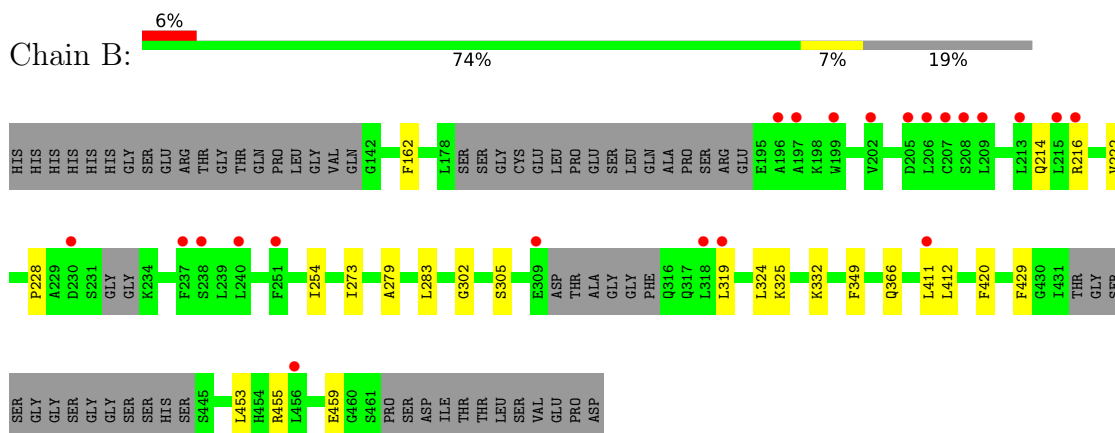 6%
Chain B:
74% 7% 19%
HIS HIS HIS HIS HIS HIS GLY SER GLU ARG THR GLY THR GLN PRO LEU GLY VAL GLN G142 F162 L178 SER SER GLY CYS GLU LEU PRO GLU SER LEU GLN ALA PRO SER ARG GLU E195 A196 A197 K198 W199 V202 D205 L206 C207 S208 L209 L213 Q214 L215 R216
P228 A229 D230 S231 GLY GLY K234 F237 S238 L239 L240 F251 I254 I273 A279 L283 G302 S305 E309 ASP THR ALA GLY GLY PHE Q316 Q317 L318 L319 L324 K325 K332 F349 Q366 L411 L412 F420 F429 G430 I431 THR GLY SER
SER GLY GLY SER GLY GLY SER SER HIS SER S445 L453 H454 R455 L456 E459 G460 S461 PRO SER ASP ILE THR THR LEU SER VAL GLU PRO ASP